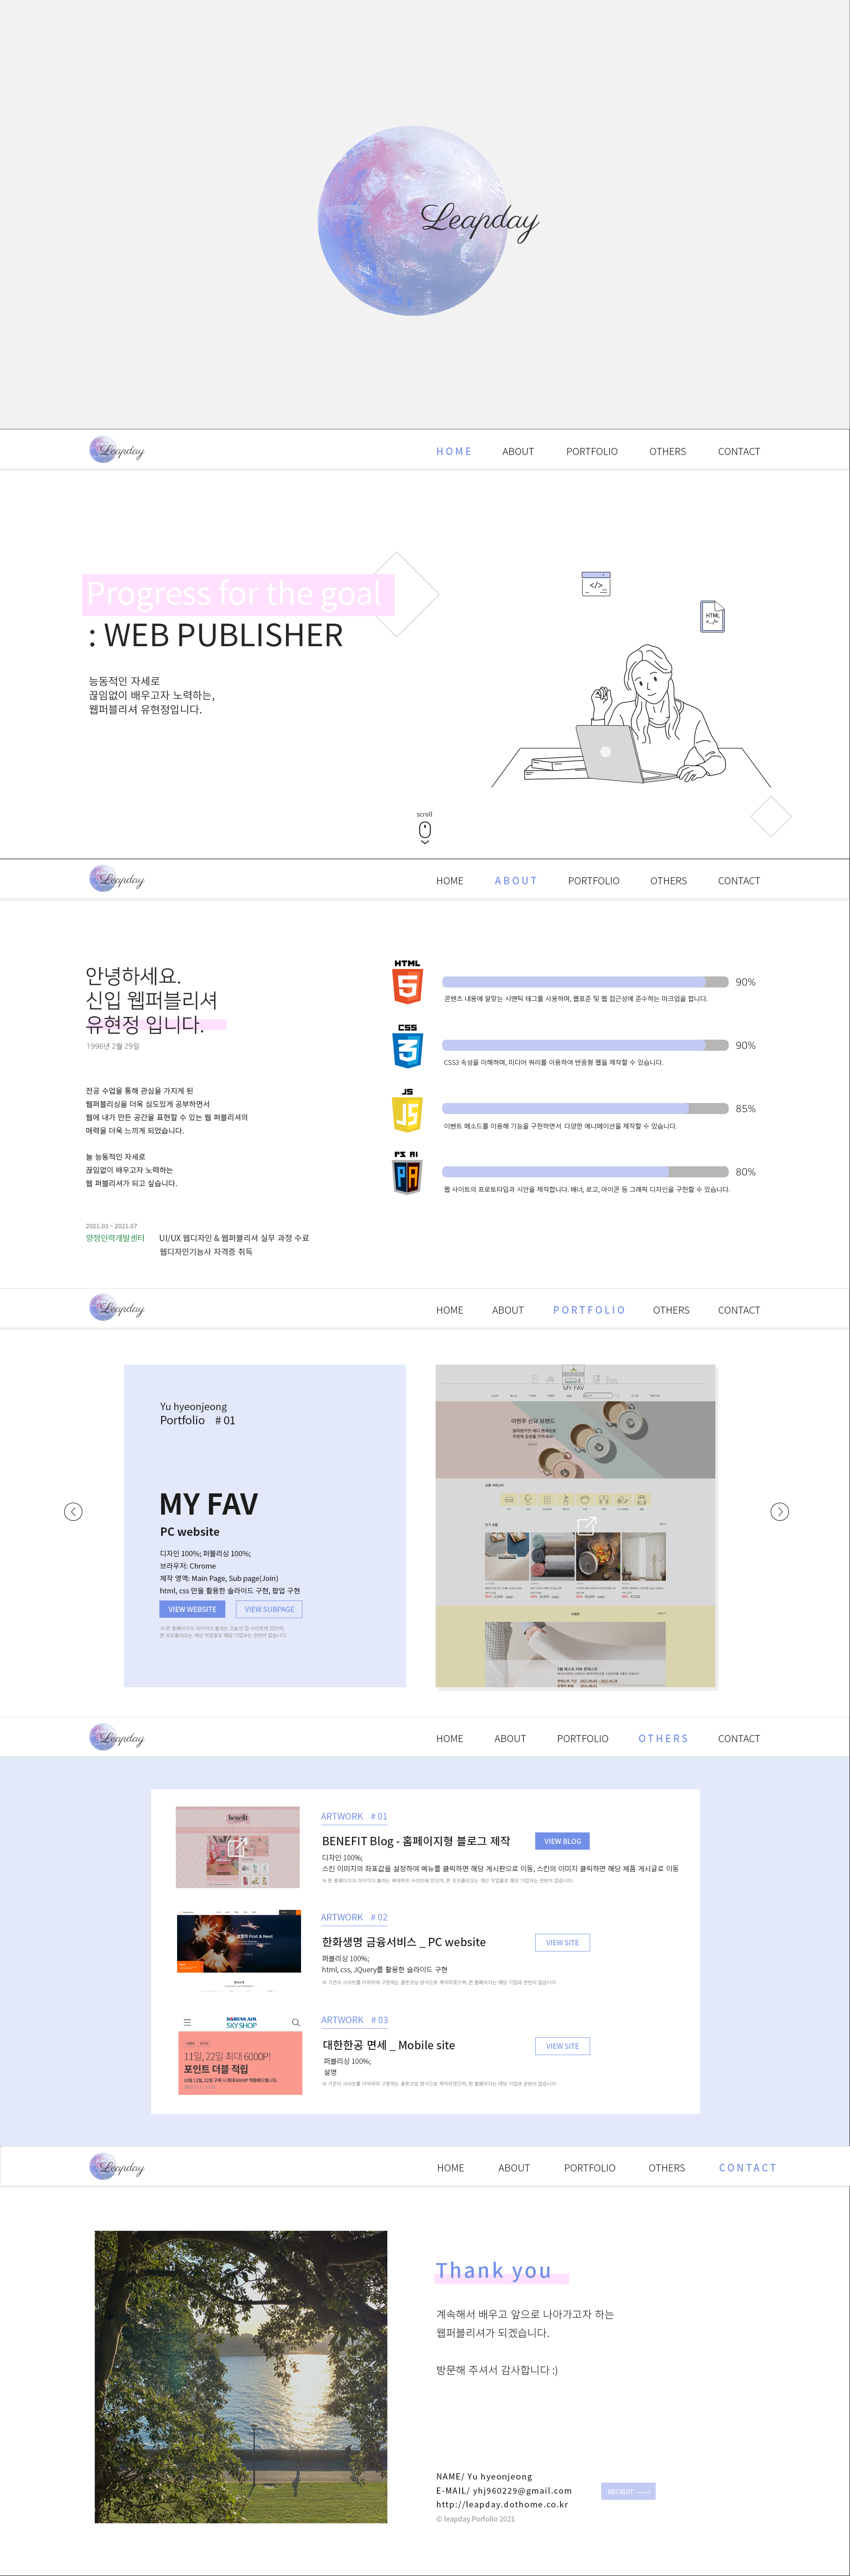 Leapday
Leapday
HOME ABOUT PORTFOLIO OTHERS CONTACT
Progress for the goal
: WEB PUBLISHER
능동적인 자세로
끊임없이 배우고자 노력하는,
웹퍼블리셔 유현정입니다.
</>
HTML
</>
scroll
Leapday
HOME ABOUT PORTFOLIO OTHERS CONTACT
안녕하세요.
신입 웹퍼블리셔
유현정 입니다.
1996년 2월 29일
전공 수업을 통해 관심을 가지게 된
웹퍼블리싱을 더욱 심도있게 공부하면서
웹에 내가 만든 공간을 표현할 수 있는 웹 퍼블리셔의
매력을 더욱 느끼게 되었습니다.
늘 능동적인 자세로
끊임없이 배우고자 노력하는
웹 퍼블리셔가 되고 싶습니다.
2021.03 ~ 2021.07
양정인력개발센터 UI/UX 웹디자인 & 웹퍼블리셔 실무 과정 수료
웹디자인기능사 자격증 취득
HTML
5
90%
콘텐츠 내용에 알맞는 시맨틱 태그를 사용하며, 웹표준 및 웹 접근성에 준수하는 마크업을 합니다.
CSS
3
90%
CSS3 속성을 이해하며, 미디어 쿼리를 이용하여 반응형 웹을 제작할 수 있습니다.
JS
JS
85%
이벤트 메소드를 이용해 기능을 구현하면서 다양한 애니메이션을 제작할 수 있습니다.
PS AI
PA
80%
웹 사이트의 프로토타입과 시안을 제작합니다. 배너, 로고, 아이콘 등 그래픽 디자인을 구현할 수 있습니다.
Leapday
HOME ABOUT PORTFOLIO OTHERS CONTACT
Yu hyeonjeong
Portfolio # 01
MY FAV
PC website
디자인 100%; 퍼블리싱 100%;
브라우저: Chrome
제작 영역: Main Page, Sub page(Join)
html, css 만을 활용한 슬라이드 구현, 팝업 구현
VIEW WEBSITE VIEW SUBPAGE
MY FAV
이번주 신규 브랜드
Leapday
HOME ABOUT PORTFOLIO OTHERS CONTACT
benefit
ARTWORK # 01
BENEFIT Blog - 홈페이지형 블로그 제작
VIEW BLOG
디자인 100%;
스킨 이미지의 좌표값을 설정하여 메뉴를 클릭하면 해당 게시판으로 이동, 스킨의 이미지 클릭하면 해당 제품 게시글로 이동
보험의 First & Next
ARTWORK # 02
한화생명 금융서비스 _ PC website
VIEW SITE
퍼블리싱 100%;
html, css, JQuery를 활용한 슬라이드 구현
KOREAN AIR
SKYSHOP
11일, 22일 최대 6000P!
포인트 더블 적립
ARTWORK # 03
대한항공 면세 _ Mobile site
VIEW SITE
퍼블리싱 100%;
설명
Leapday
HOME ABOUT PORTFOLIO OTHERS CONTACT
Thank you
계속해서 배우고 앞으로 나아가고자 하는
웹퍼블리셔가 되겠습니다.
방문해 주셔서 감사합니다 :)
NAME/ Yu hyeonjeong
E-MAIL/ yhj960229@gmail.com
http://leapday.dothome.co.kr
RECRUIT
© leapday Porfolio 2021